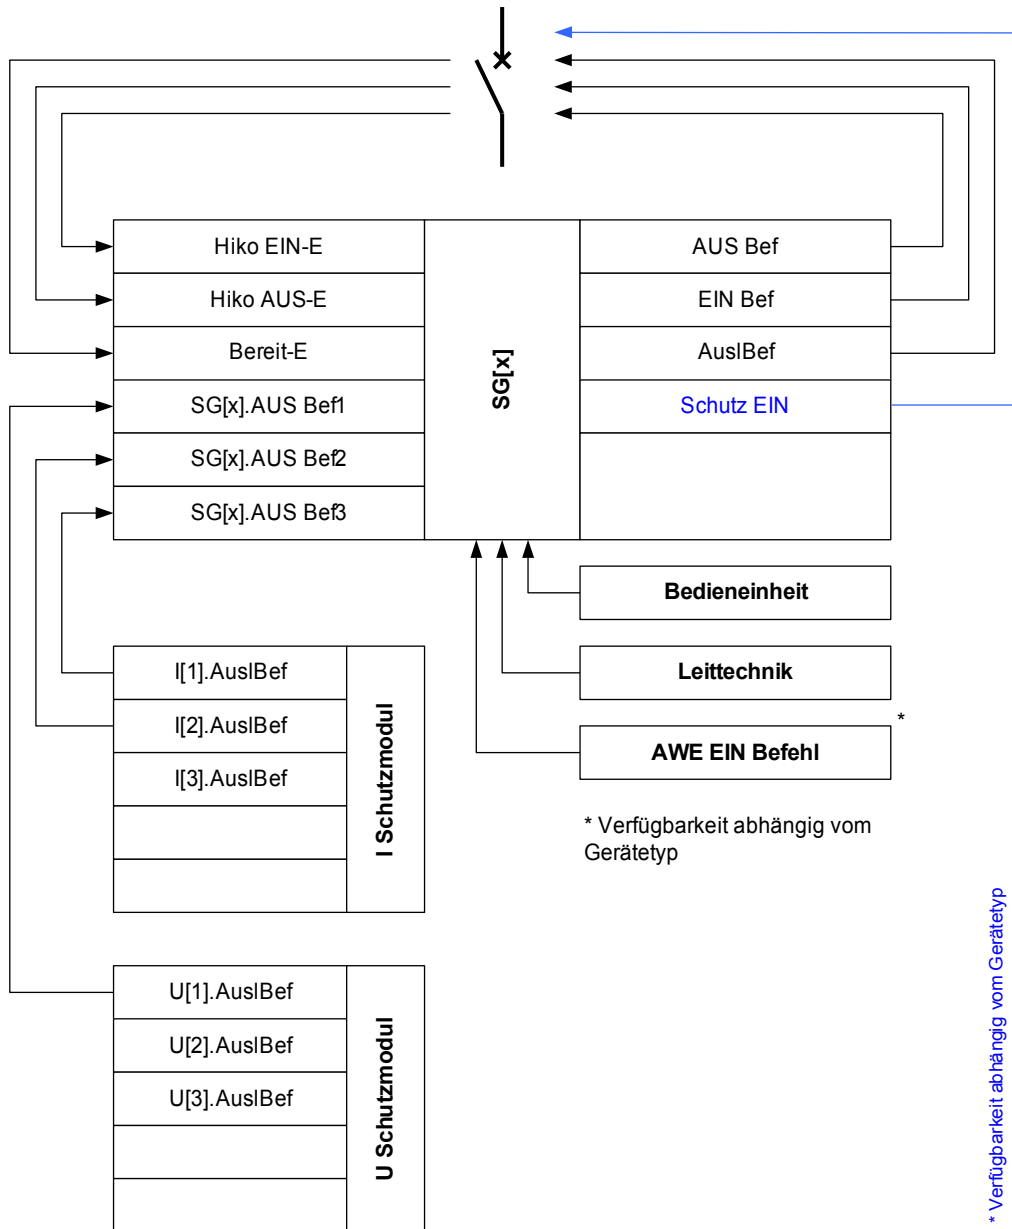 Hiko EIN-E
Hiko AUS-E
Bereit-E
SG[x].AUS Bef1
SG[x].AUS Bef2
SG[x].AUS Bef3
SG[x]
AUS Bef
EIN Bef
AuslBef
Schutz EIN
Bedieneinheit
Leittechnik
AWE EIN Befehl
*
* Verfügbarkeit abhängig vom
Gerätetyp
I[1].AuslBef
I[2].AuslBef
I[3].AuslBef
I Schutzmodul
U[1].AuslBef
U[2].AuslBef
U[3].AuslBef
U Schutzmodul
* Verfügbarkeit abhängig vom Gerätetyp